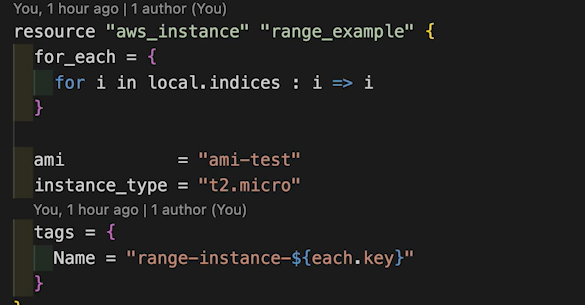 You, 1 hour ago | 1 author (You)
resource "aws_instance" "range_example" {
  for_each = {
    for i in local.indices : i => i
  }
  ami           = "ami-test"
  instance_type = "t2.micro"
  You, 1 hour ago | 1 author (You)
  tags = {
    Name = "range-instance-${each.key}"
  }
}